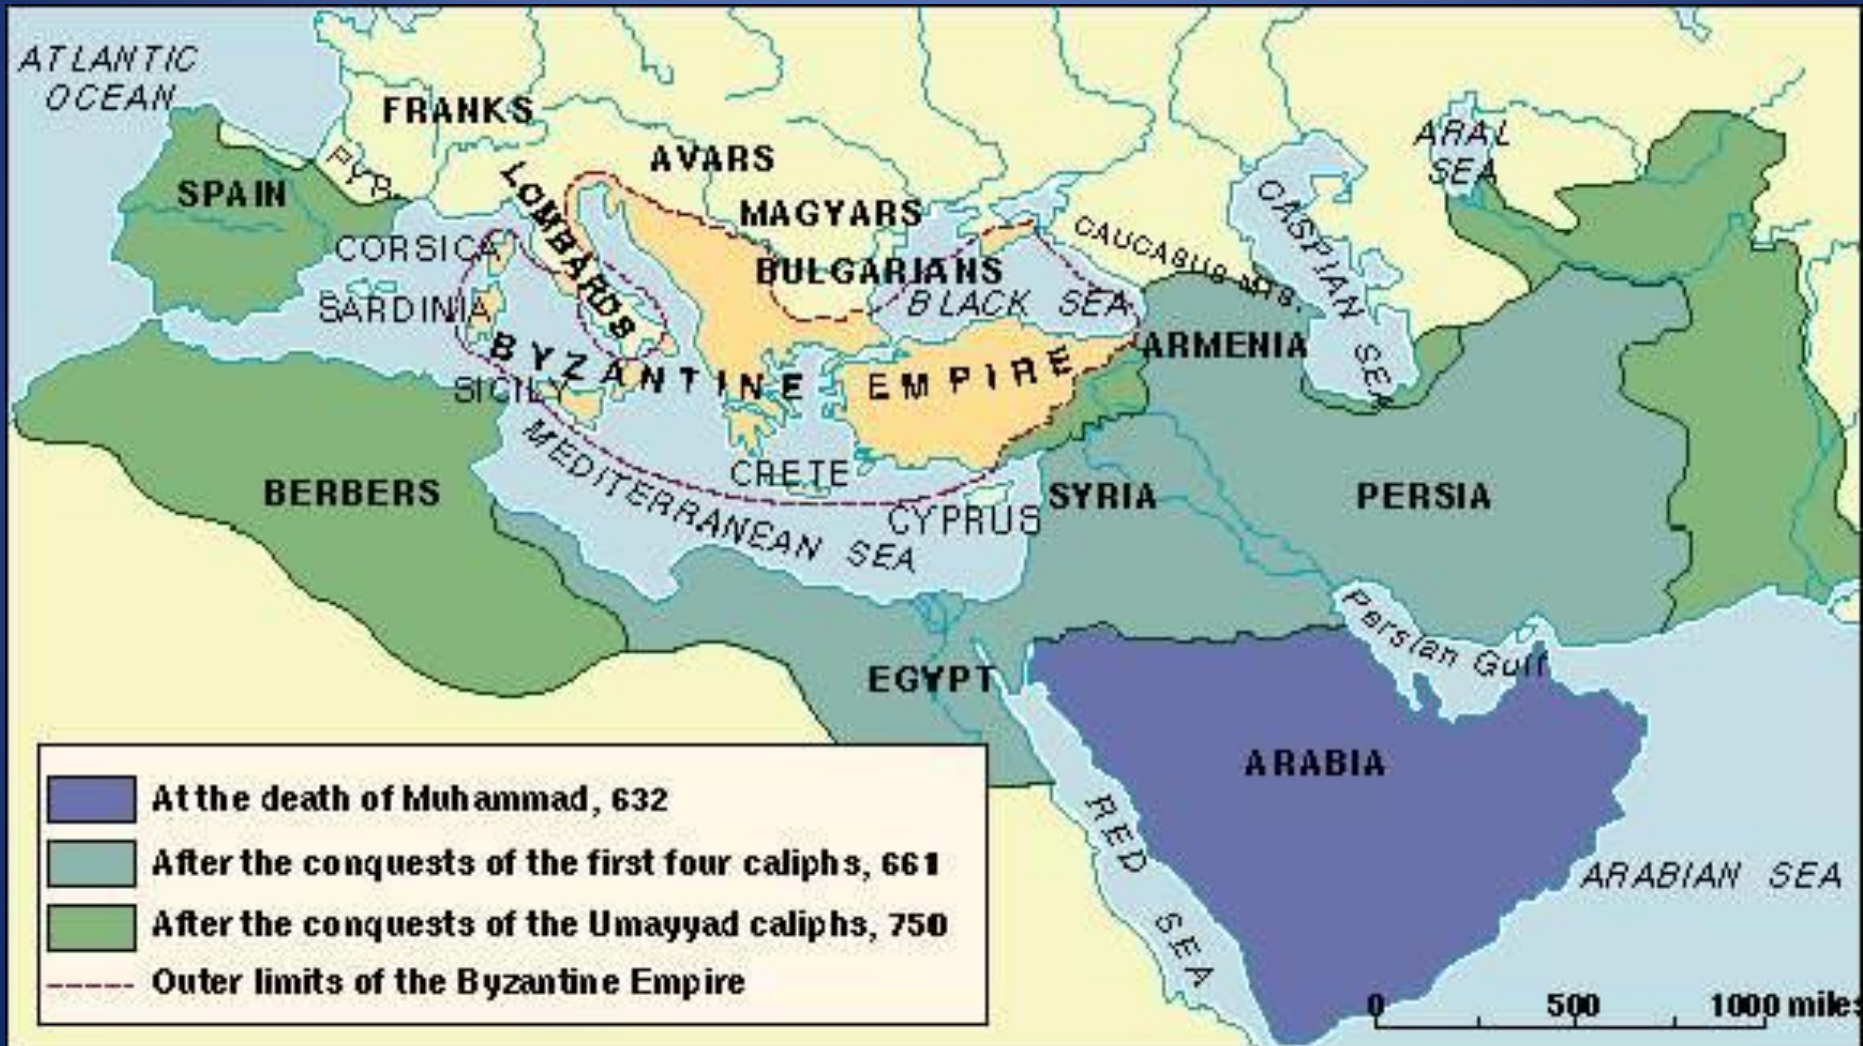 ATLANTIC
OCEAN
FRANKS
AVARS
ARAL
SEA
PYR.
SPAIN
LOMBARDS
MAGYARS
CASPIAN SEA
CORSICA
CAUCASUS MTS.
BULGARIANS
SARDINIA
BLACK SEA
BYZANTINE EMPIRE
ARMENIA
SICILY
MEDITERRANEAN SEA
CRETE
BERBERS
CYPRUS
SYRIA
PERSIA
Persian Gulf
EGYPT
ARABIA
RED SEA
ARABIAN SEA
At the death of Muhammad, 632
After the conquests of the first four caliphs, 661
After the conquests of the Umayyad caliphs, 750
Outer limits of the Byzantine Empire
0 500 1000 miles